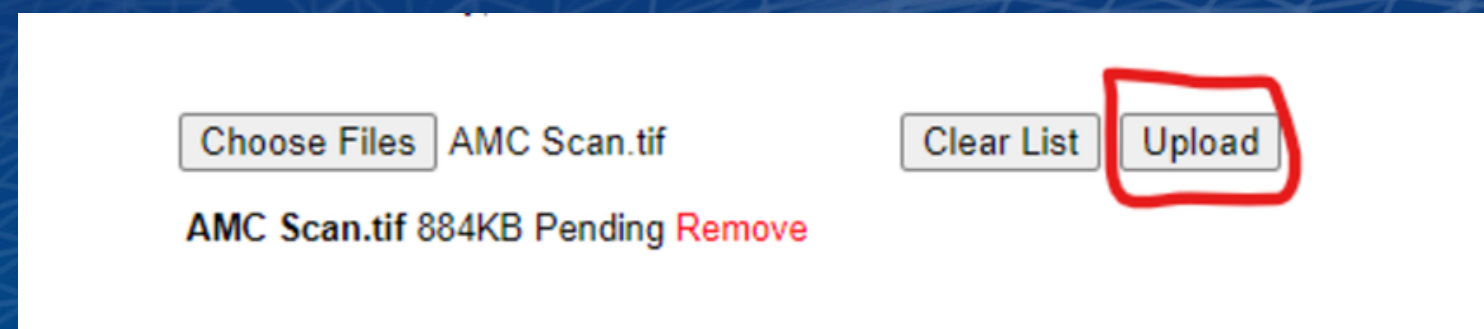 Choose Files AMC Scan.tif Clear List Upload
AMC Scan.tif 884KB Pending Remove